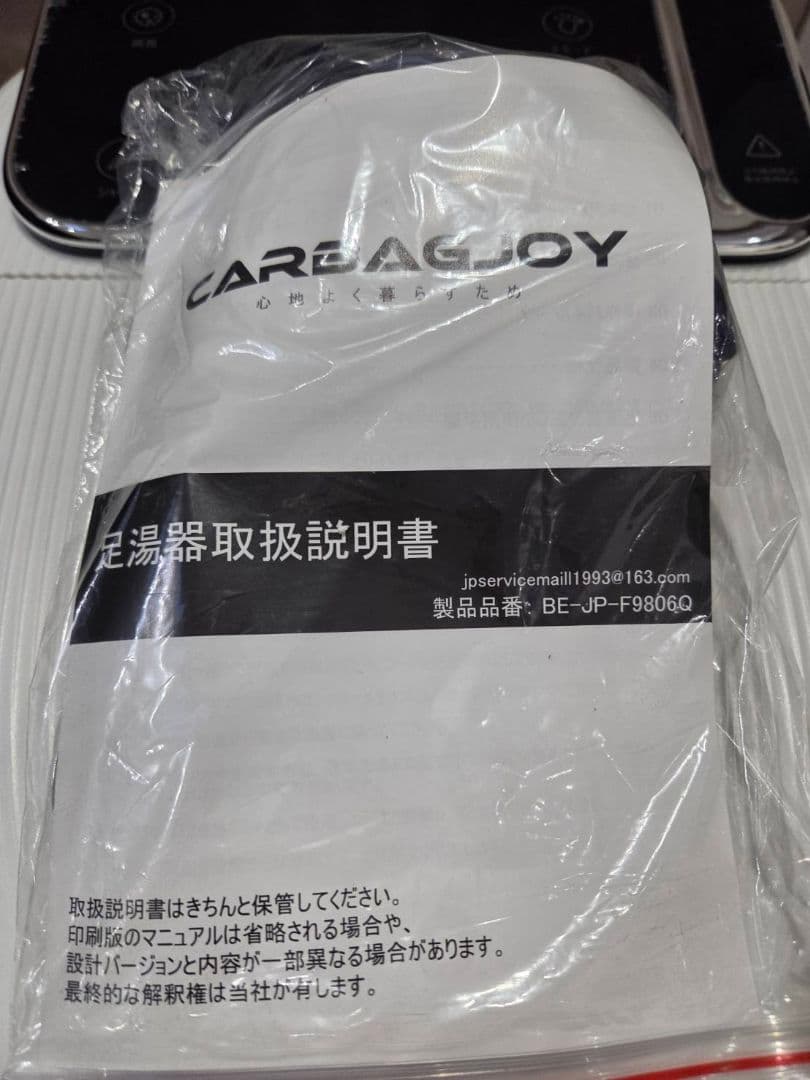 CARBAGJOY
心地よく暮らすため
足湯器取扱説明書
jpservicemaill1993@163.com
製品品番: BE-JP-F9806Q
取扱説明書はきちんと保管してください。
印刷版のマニュアルは省略される場合や、
設計バージョンと内容が一部異なる場合があります。
最終的な解釈権は当社が有します。